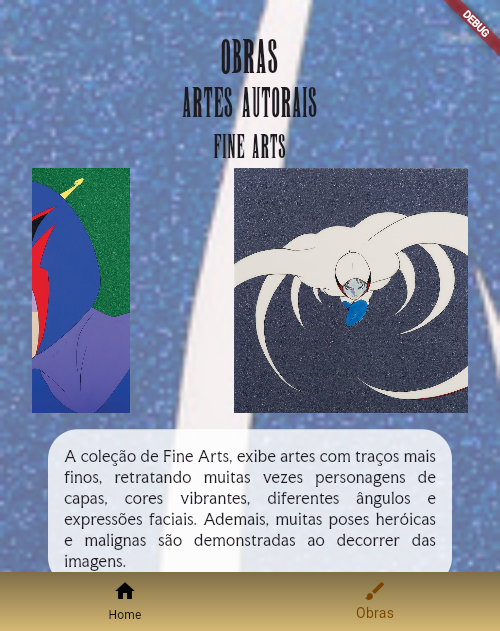 DEBUG
OBRAS
ARTES AUTORAIS
FINE ARTS
A coleção de Fine Arts, exibe artes com traços mais
finos, retratando muitas vezes personagens de
capas, cores vibrantes, diferentes ângulos e
expressões faciais. Ademais, muitas poses heróicas
e malignas são demonstradas ao decorrer das
imagens.
Home
Obras